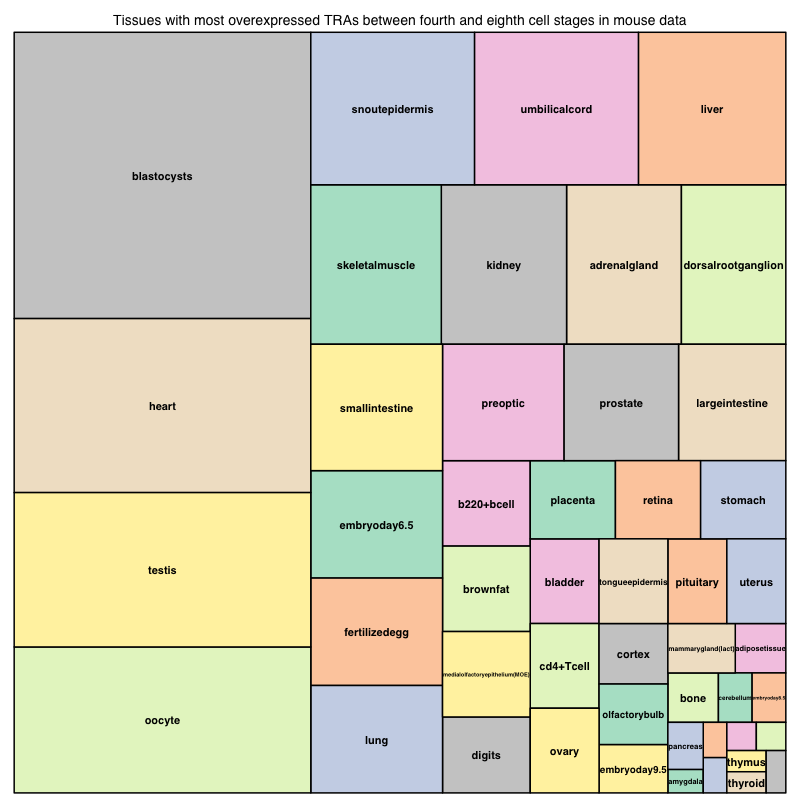 Tissues with most overexpressed TRAs between fourth and eighth cell stages in mouse data
blastocysts
snoutepidermis
umbilicalcord
liver
skeletalmuscle
kidney
adrenalgland
dorsalrootganglion
heart
smallintestine
preoptic
prostate
largeintestine
embryoday6.5
b220+bcell
placenta
retina
stomach
testis
fertilizedegg
brownfat
bladder
tongueepidermis
pituitary
uterus
medialolfactoryepithelium(MOE)
cd4+Tcell
cortex
mammarygland(lact)
adiposetissue
oocyte
lung
digits
ovary
olfactorybulb
bone
cerebellum
embryoday8.5
embryoday9.5
pancreas
thymus
amygdala
thyroid